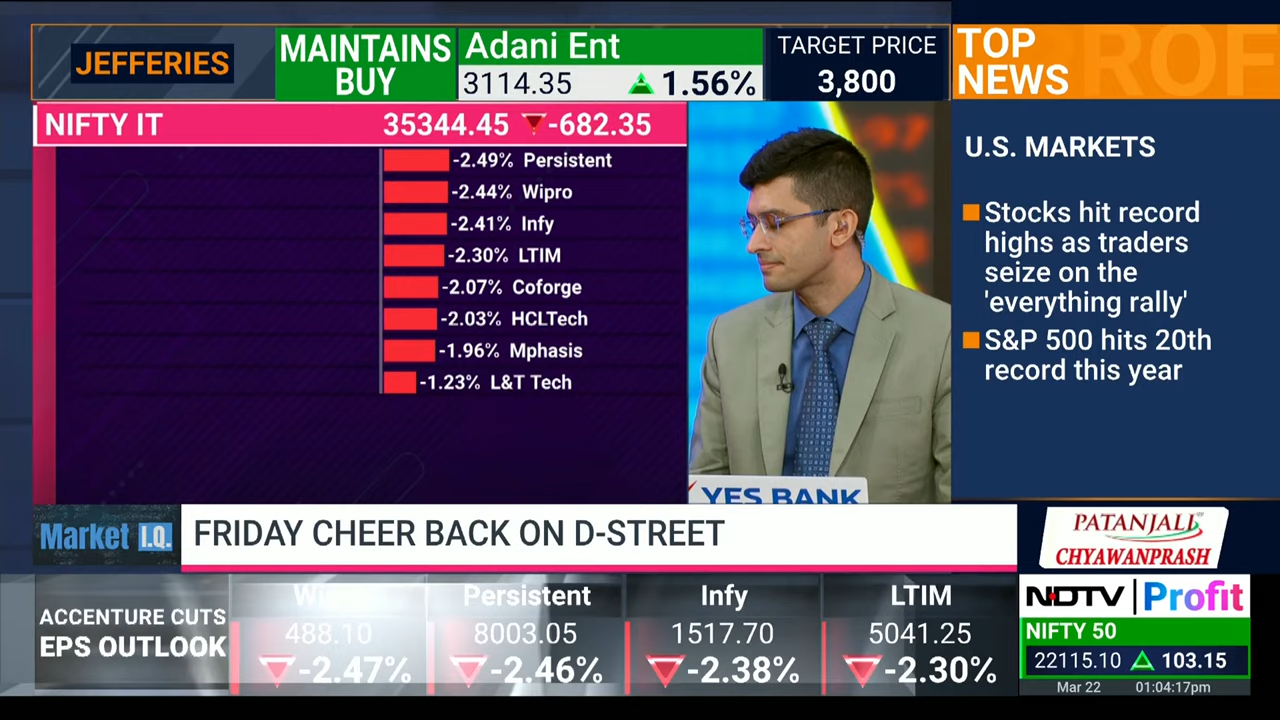 JEFFERIES
MAINTAINS
BUY
Adani Ent
3114.35 ▲ 1.56%
TARGET PRICE
3,800
TOP
NEWS
NIFTY IT 35344.45 ▼ -682.35
-2.49% Persistent
-2.44% Wipro
-2.41% Infy
-2.30% LTIM
-2.07% Coforge
-2.03% HCLTech
-1.96% Mphasis
-1.23% L&T Tech
YES BANK
U.S. MARKETS
Stocks hit record
highs as traders
seize on the
'everything rally'
S&P 500 hits 20th
record this year
Market I.Q.
FRIDAY CHEER BACK ON D-STREET
PATANJALI
CHYAWANPRASH
ACCENTURE CUTS
EPS OUTLOOK
488.10
▼ -2.47%
Persistent
8003.05
▼ -2.46%
Infy
1517.70
▼ -2.38%
LTIM
5041.25
▼ -2.30%
NDTV Profit
NIFTY 50
22115.10 ▲ 103.15
Mar 22 01:04:17pm